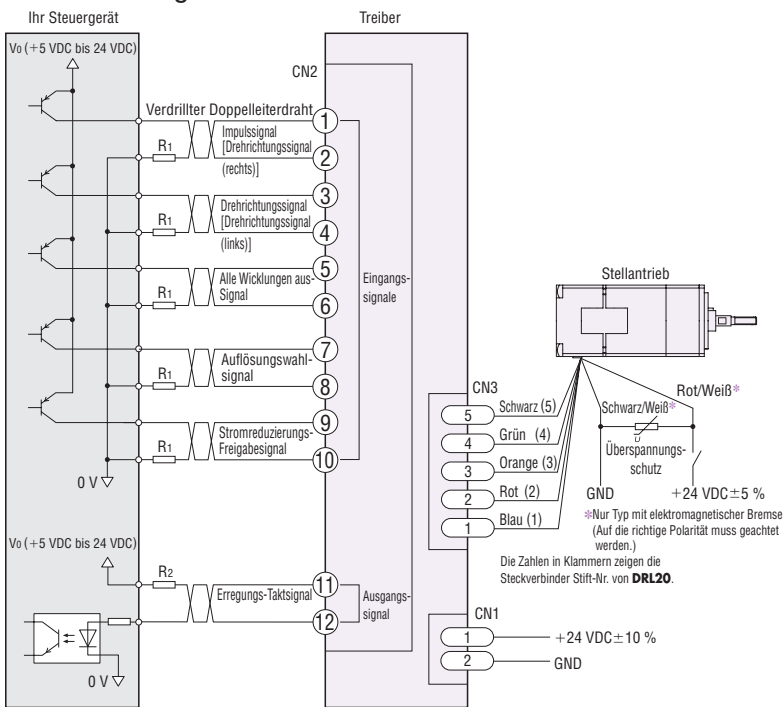 Ihr Steuergerät
Treiber
V0 (+5 VDC bis 24 VDC)
CN2
Verdrillter Doppelleiterdraht
1
R1
Impulssignal
[Drehrichtungssignal
(rechts)]
2
3
R1
Drehrichtungssignal
[Drehrichtungssignal
(links)]
4
5
R1
Alle Wicklungen aus-
Signal
6
Eingangs-
signale
7
R1
Auflösungswahl-
signal
8
9
R1
Stromreduzierungs-
Freigabesignal
10
0 V
V0 (+5 VDC bis 24 VDC)
R2
11
Erregungs-Taktsignal
12
Ausgangs-
signal
0 V
Stellantrieb
CN3
5 Schwarz (5)
4 Grün (4)
3 Orange (3)
2 Rot (2)
1 Blau (1)
Rot/Weiß*
Schwarz/Weiß*
U
Überspannungs-
schutz
GND
+24 VDC±5 %
*Nur Typ mit elektromagnetischer Bremse
(Auf die richtige Polarität muss geachtet
werden.)
Die Zahlen in Klammern zeigen die
Steckverbinder Stift-Nr. von DRL20.
CN1
1 +24 VDC±10 %
2 GND